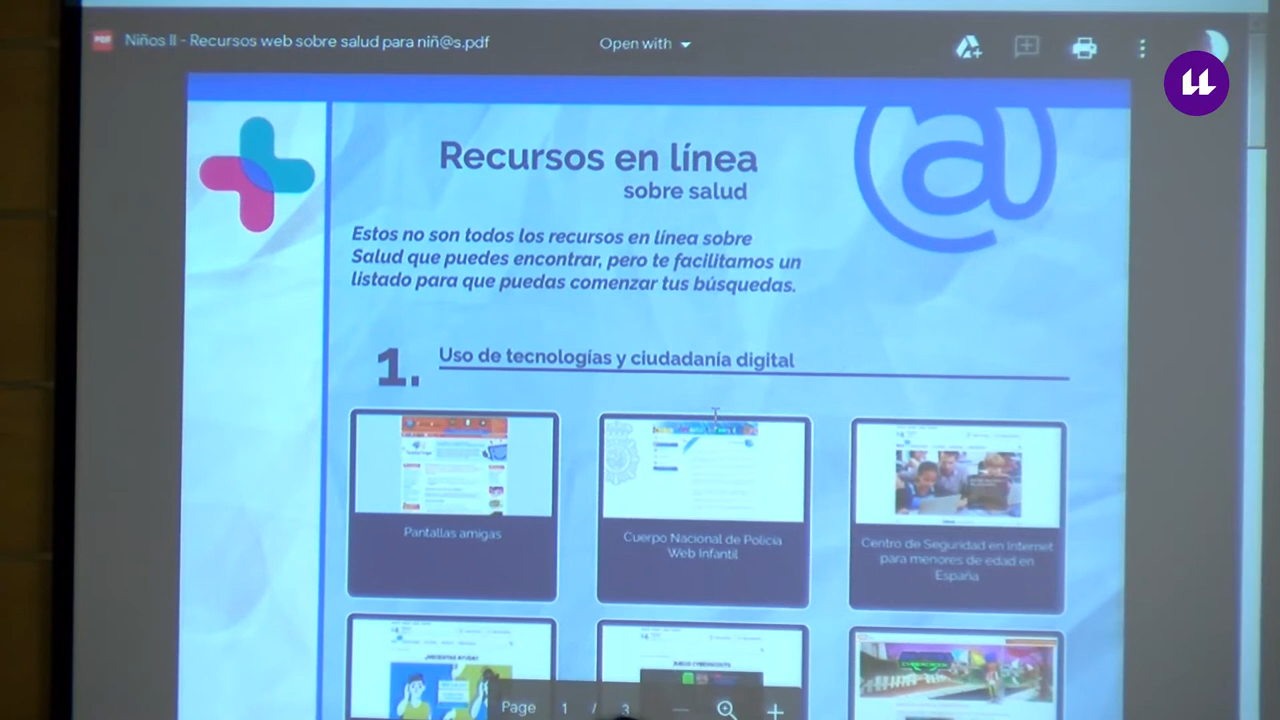 PDF
Niños II - Recursos web sobre salud para niñ@s.pdf
Open with
Recursos en línea
sobre salud
@
Estos no son todos los recursos en línea sobre
Salud que puedes encontrar, pero te facilitamos un
listado para que puedas comenzar tus búsquedas.
1.
Uso de tecnologías y ciudadanía digital
Pantallas amigas
Cuerpo Nacional de Policía
Web Infantil
Centro de Seguridad en Internet
para menores de edad en
España
¿NECESITAS AYUDA?
Page 1 / 3